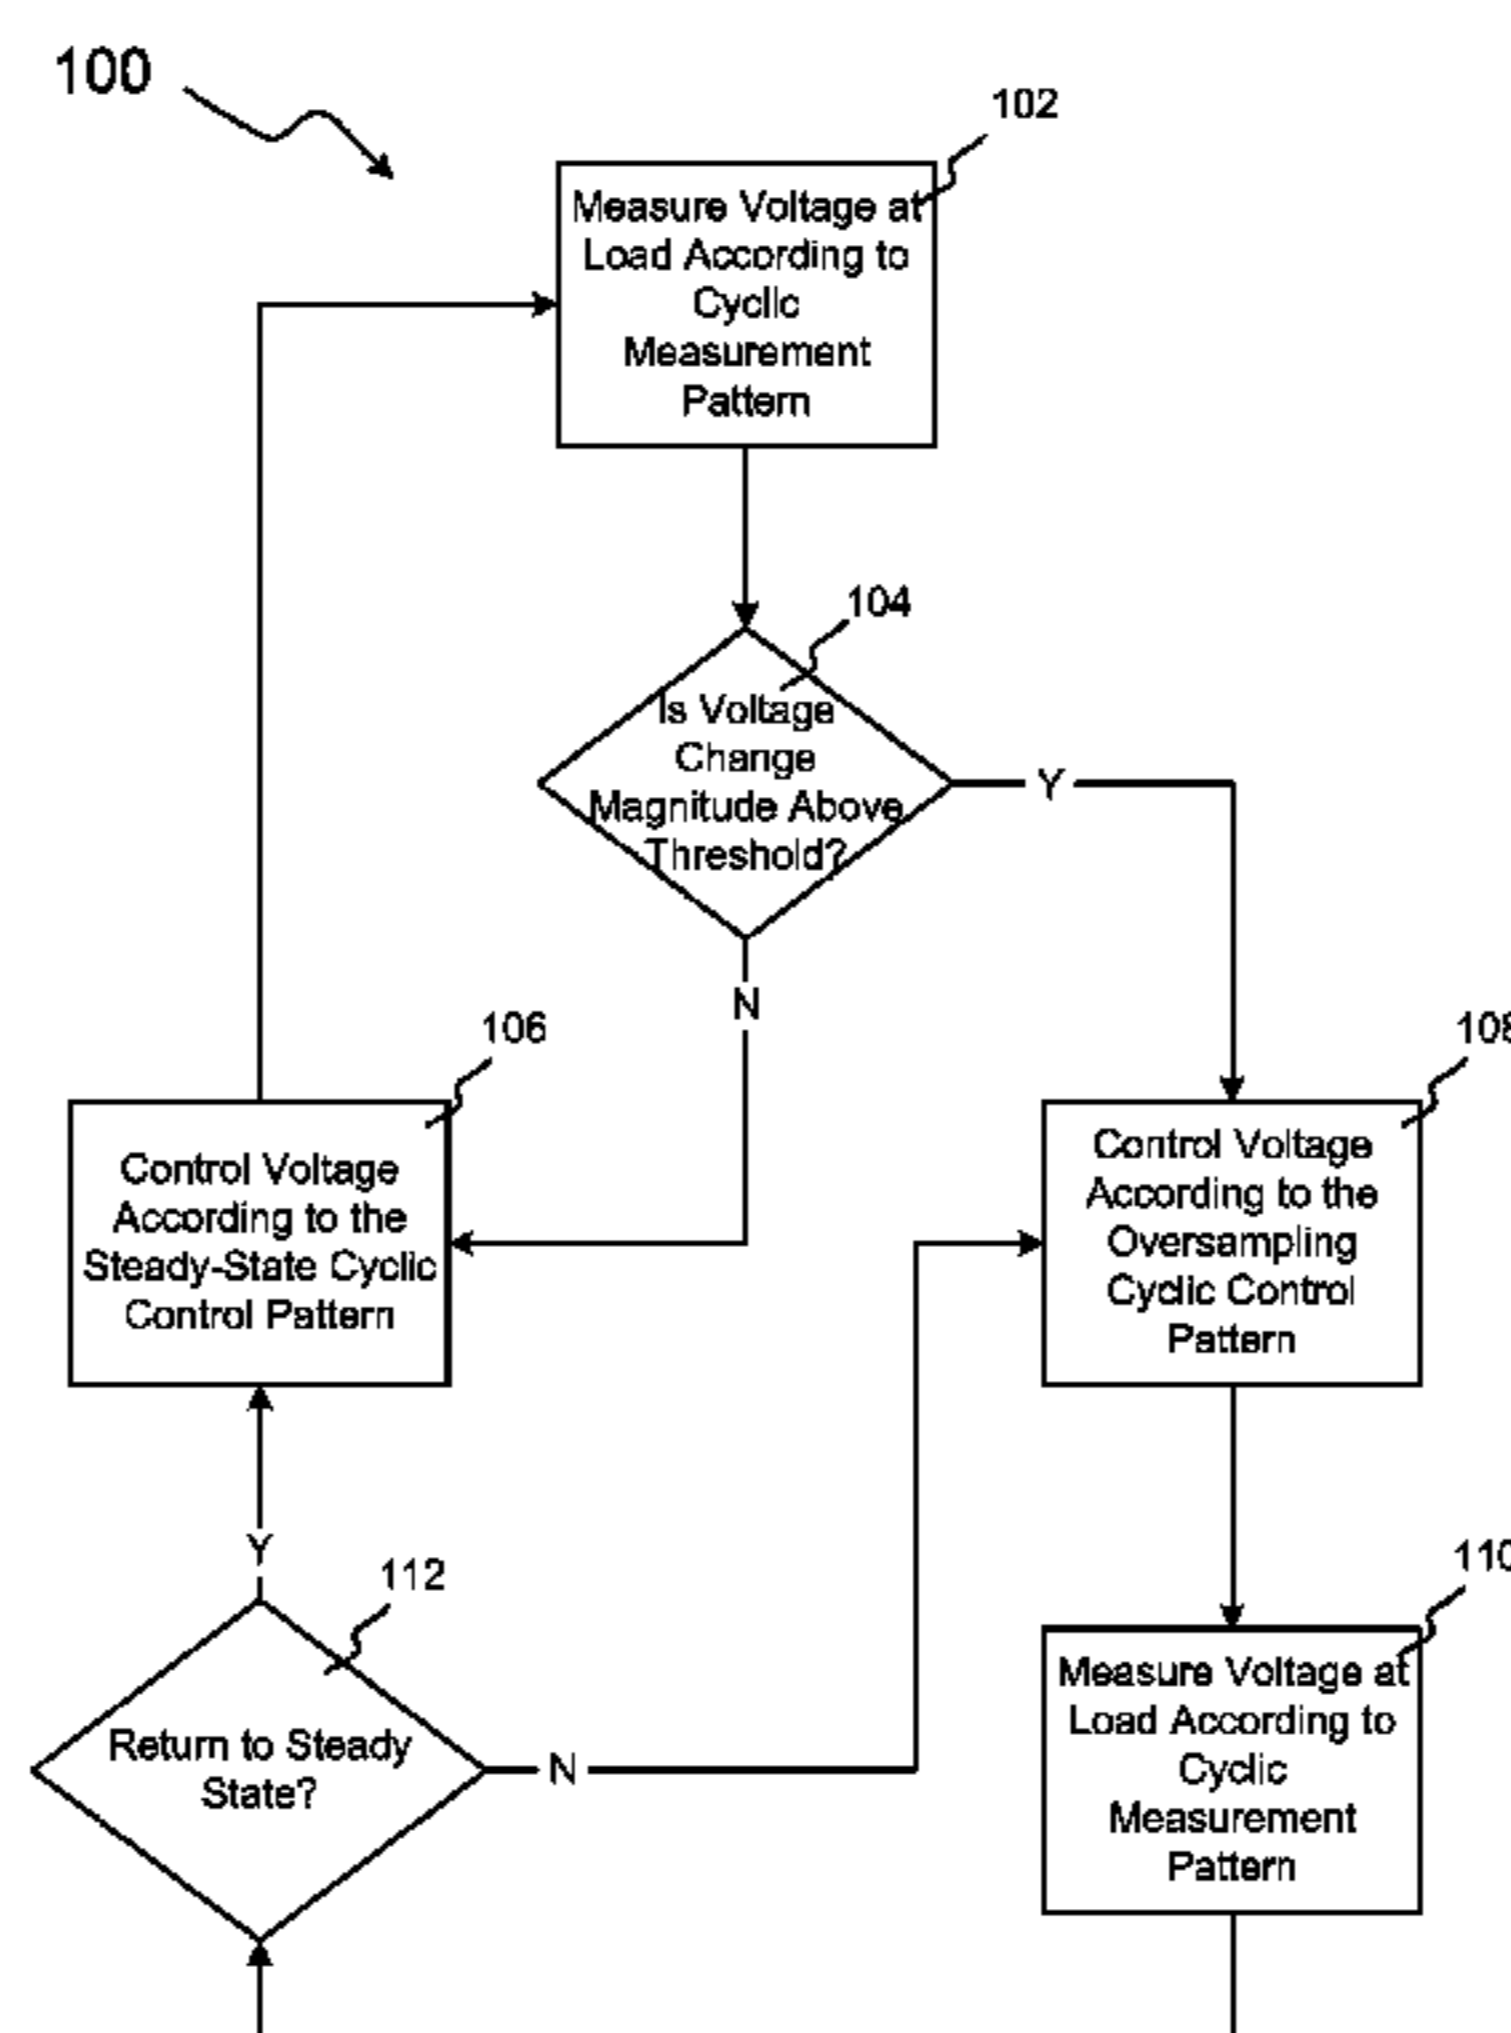 100
102
Measure Voltage at
Load According to
Cyclic
Measurement
Pattern
104
Is Voltage
Change
Magnitude Above
Threshold?
Y
N
106
Control Voltage
According to the
Steady-State Cyclic
Control Pattern
108
Control Voltage
According to the
Oversampling
Cyclic Control
Pattern
Y
112
Return to Steady
State?
N
110
Measure Voltage at
Load According to
Cyclic
Measurement
Pattern